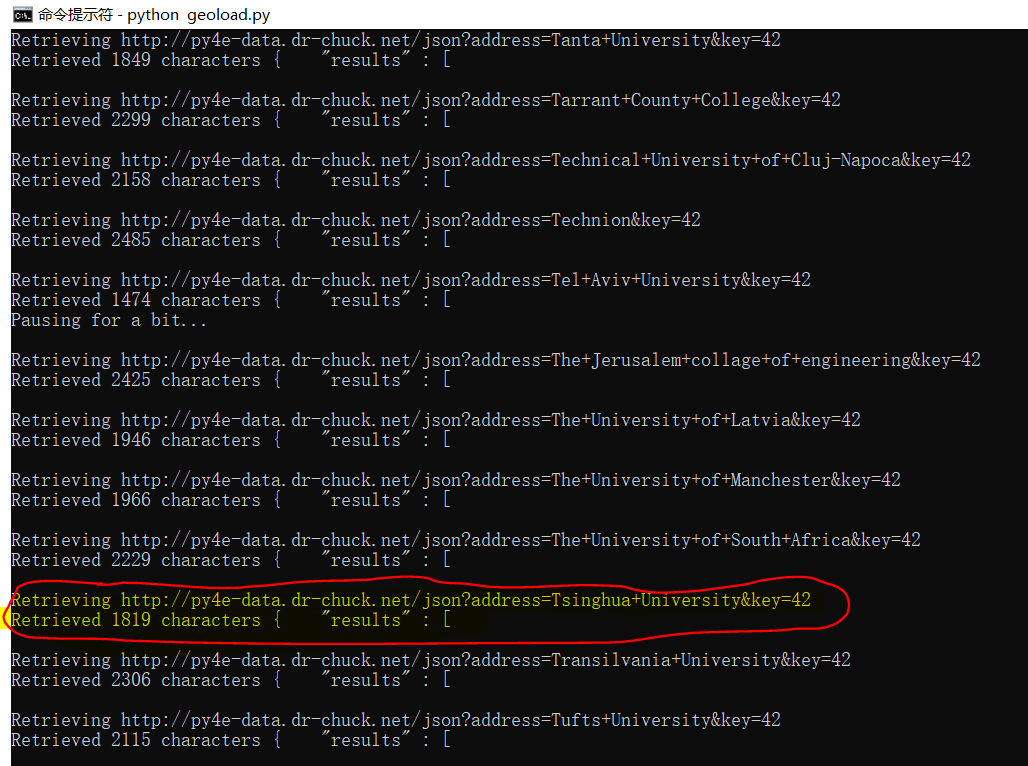 命令提示符 - python  geoload.py
Retrieving http://py4e-data.dr-chuck.net/json?address=Tanta+University&key=42
Retrieved 1849 characters {    "results" : [
Retrieving http://py4e-data.dr-chuck.net/json?address=Tarrant+County+College&key=42
Retrieved 2299 characters {    "results" : [
Retrieving http://py4e-data.dr-chuck.net/json?address=Technical+University+of+Cluj-Napoca&key=42
Retrieved 2158 characters {    "results" : [
Retrieving http://py4e-data.dr-chuck.net/json?address=Technion&key=42
Retrieved 2485 characters {    "results" : [
Retrieving http://py4e-data.dr-chuck.net/json?address=Tel+Aviv+University&key=42
Retrieved 1474 characters {    "results" : [
Pausing for a bit...
Retrieving http://py4e-data.dr-chuck.net/json?address=The+Jerusalem+collage+of+engineering&key=42
Retrieved 2425 characters {    "results" : [
Retrieving http://py4e-data.dr-chuck.net/json?address=The+University+of+Latvia&key=42
Retrieved 1946 characters {    "results" : [
Retrieving http://py4e-data.dr-chuck.net/json?address=The+University+of+Manchester&key=42
Retrieved 1966 characters {    "results" : [
Retrieving http://py4e-data.dr-chuck.net/json?address=The+University+of+South+Africa&key=42
Retrieved 2229 characters {    "results" : [
Retrieving http://py4e-data.dr-chuck.net/json?address=Tsinghua+University&key=42
Retrieved 1819 characters {    "results" : [
Retrieving http://py4e-data.dr-chuck.net/json?address=Transilvania+University&key=42
Retrieved 2306 characters {    "results" : [
Retrieving http://py4e-data.dr-chuck.net/json?address=Tufts+University&key=42
Retrieved 2115 characters {    "results" : [